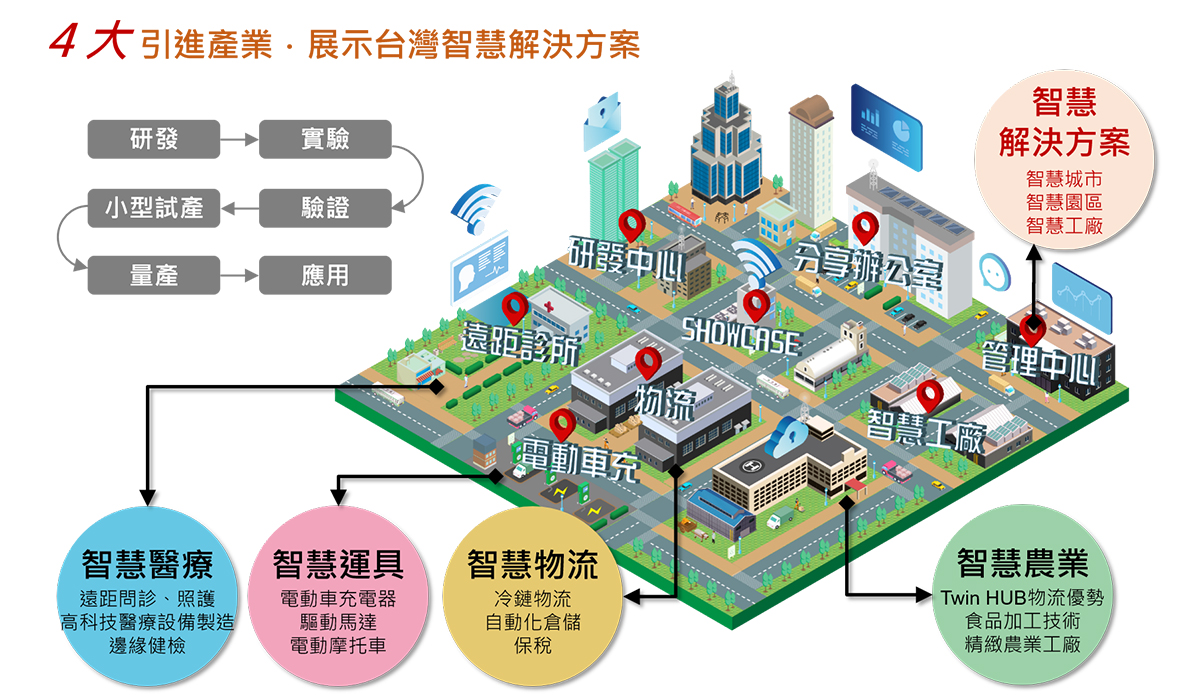 4 大 引進產業．展示台灣智慧解決方案
研發
實驗
小型試產
驗證
量產
應用
智慧
解決方案
智慧城市
智慧園區
智慧工廠
研發中心
分享辦公室
遠距診所
SHOWCASE
管理中心
物流
智慧工廠
電動車充
智慧醫療
遠距問診、照護
高科技醫療設備製造
邊緣健檢
智慧運具
電動車充電器
驅動馬達
電動摩托車
智慧物流
冷鏈物流
自動化倉儲
保稅
智慧農業
Twin HUB物流優勢
食品加工技術
精緻農業工廠